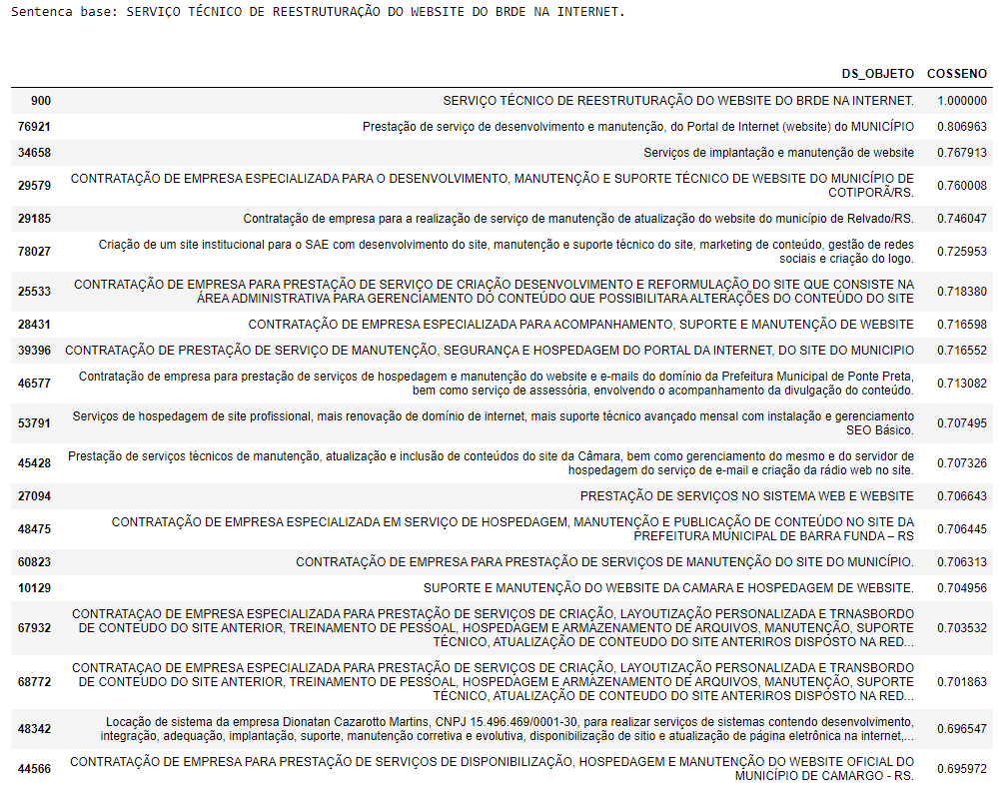 Sentenca base: SERVIÇO TÉCNICO DE REESTRUTURAÇÃO DO WEBSITE DO BRDE NA INTERNET.
DS_OBJETO COSSENO
900 SERVIÇO TÉCNICO DE REESTRUTURAÇÃO DO WEBSITE DO BRDE NA INTERNET. 1.000000
76921 Prestação de serviço de desenvolvimento e manutenção, do Portal de Internet (website) do MUNICÍPIO 0.806963
34658 Serviços de implantação e manutenção de website 0.767913
29579 CONTRATAÇÃO DE EMPRESA ESPECIALIZADA PARA O DESENVOLVIMENTO, MANUTENÇÃO E SUPORTE TÉCNICO DE WEBSITE DO MUNICÍPIO DE
COTIPORÃ/RS. 0.760008
29185 Contratação de empresa para a realização de serviço de manutenção de atualização do website do município de Relvado/RS. 0.746047
78027 Criação de um site institucional para o SAE com desenvolvimento do site, manutenção e suporte técnico do site, marketing de conteúdo, gestão de redes
sociais e criação do logo. 0.725953
25533 CONTRATAÇÃO DE EMPRESA PARA PRESTAÇÃO DE SERVIÇO DE CRIAÇÃO DESENVOLVIMENTO E REFORMULAÇÃO DO SITE QUE CONSISTE NA
ÁREA ADMINISTRATIVA PARA GERENCIAMENTO DO CONTEÚDO QUE POSSIBILITARA ALTERAÇÕES DO CONTEÚDO DO SITE 0.718380
28431 CONTRATAÇÃO DE EMPRESA ESPECIALIZADA PARA ACOMPANHAMENTO, SUPORTE E MANUTENÇÃO DE WEBSITE 0.716598
39396 CONTRATAÇÃO DE PRESTAÇÃO DE SERVIÇO DE MANUTENÇÃO, SEGURANÇA E HOSPEDAGEM DO PORTAL DA INTERNET, DO SITE DO MUNICIPIO 0.716552
46577 Contratação de empresa para prestação de serviços de hospedagem e manutenção do website e e-mails do domínio da Prefeitura Municipal de Ponte Preta,
bem como serviço de assessória, envolvendo o acompanhamento da divulgação do conteúdo. 0.713082
53791 Serviços de hospedagem de site profissional, mais renovação de domínio de internet, mais suporte técnico avançado mensal com instalação e gerenciamento
SEO Básico. 0.707495
45428 Prestação de serviços técnicos de manutenção, atualização e inclusão de conteúdos do site da Câmara, bem como gerenciamento do mesmo e do servidor de
hospedagem do serviço de e-mail e criação da rádio web no site. 0.707326
27094 PRESTAÇÃO DE SERVIÇOS NO SISTEMA WEB E WEBSITE 0.706643
48475 CONTRATAÇÃO DE EMPRESA ESPECIALIZADA EM SERVIÇO DE HOSPEDAGEM, MANUTENÇÃO E PUBLICAÇÃO DE CONTEÚDO NO SITE DA
PREFEITURA MUNICIPAL DE BARRA FUNDA – RS 0.706445
60823 CONTRATAÇÃO DE EMPRESA PARA PRESTAÇÃO DE SERVIÇOS DE MANUTENÇÃO DO SITE DO MUNICÍPIO. 0.706313
10129 SUPORTE E MANUTENÇÃO DO WEBSITE DA CAMARA E HOSPEDAGEM DE WEBSITE. 0.704956
67932 CONTRATAÇAO DE EMPRESA ESPECIALIZADA PARA PRESTAÇÃO DE SERVIÇOS DE CRIAÇÃO, LAYOUTIZAÇÃO PERSONALIZADA E TRNASBORDO
DE CONTEUDO DO SITE ANTERIOR, TREINAMENTO DE PESSOAL, HOSPEDAGEM E ARMAZENAMENTO DE ARQUIVOS, MANUTENÇÃO, SUPORTE
TÉCNICO, ATUALIZAÇÃO DE CONTEUDO DO SITE ANTERIROS DISPOSTO NA RED... 0.703532
68772 CONTRATAÇAO DE EMPRESA ESPECIALIZADA PARA PRESTAÇÃO DE SERVIÇOS DE CRIAÇÃO, LAYOUTIZAÇÃO PERSONALIZADA E TRANSBORDO
DE CONTEUDO DO SITE ANTERIOR, TREINAMENTO DE PESSOAL, HOSPEDAGEM E ARMAZENAMENTO DE ARQUIVOS, MANUTENÇÃO, SUPORTE
TÉCNICO, ATUALIZAÇÃO DE CONTEUDO DO SITE ANTERIROS DISPOSTO NA RED... 0.701863
48342 Locação de sistema da empresa Dionatan Cazarotto Martins, CNPJ 15.496.469/0001-30, para realizar serviços de sistemas contendo desenvolvimento,
integração, adequação, implantação, suporte, manutenção corretiva e evolutiva, disponibilização de sitio e atualização de página eletrônica na internet,... 0.696547
44566 CONTRATAÇÃO DE EMPRESA PARA PRESTAÇÃO DE SERVIÇOS DE DISPONIBILIZAÇÃO, HOSPEDAGEM E MANUTENÇÃO DO WEBSITE OFICIAL DO
MUNICÍPIO DE CAMARGO - RS. 0.695972